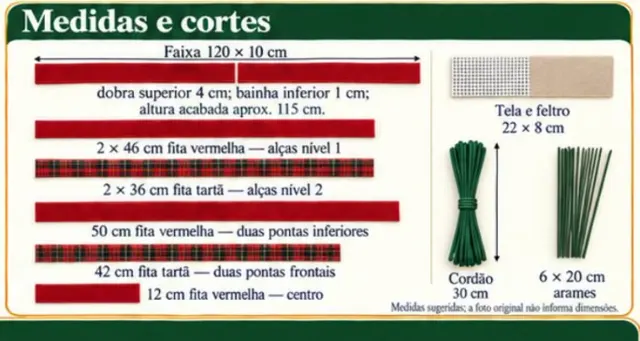 Medidas e cortes
Faixa 120 × 10 cm
dobra superior 4 cm; bainha inferior 1 cm;
altura acabada aprox. 115 cm.
2 × 46 cm fita vermelha — alças nível 1
2 × 36 cm fita tartã — alças nível 2
50 cm fita vermelha — duas pontas inferiores
42 cm fita tartã — duas pontas frontais
12 cm fita vermelha — centro
Tela e feltro
22 × 8 cm
Cordão
30 cm
6 × 20 cm
arames
Medidas sugeridas; a foto original não informa dimensões.